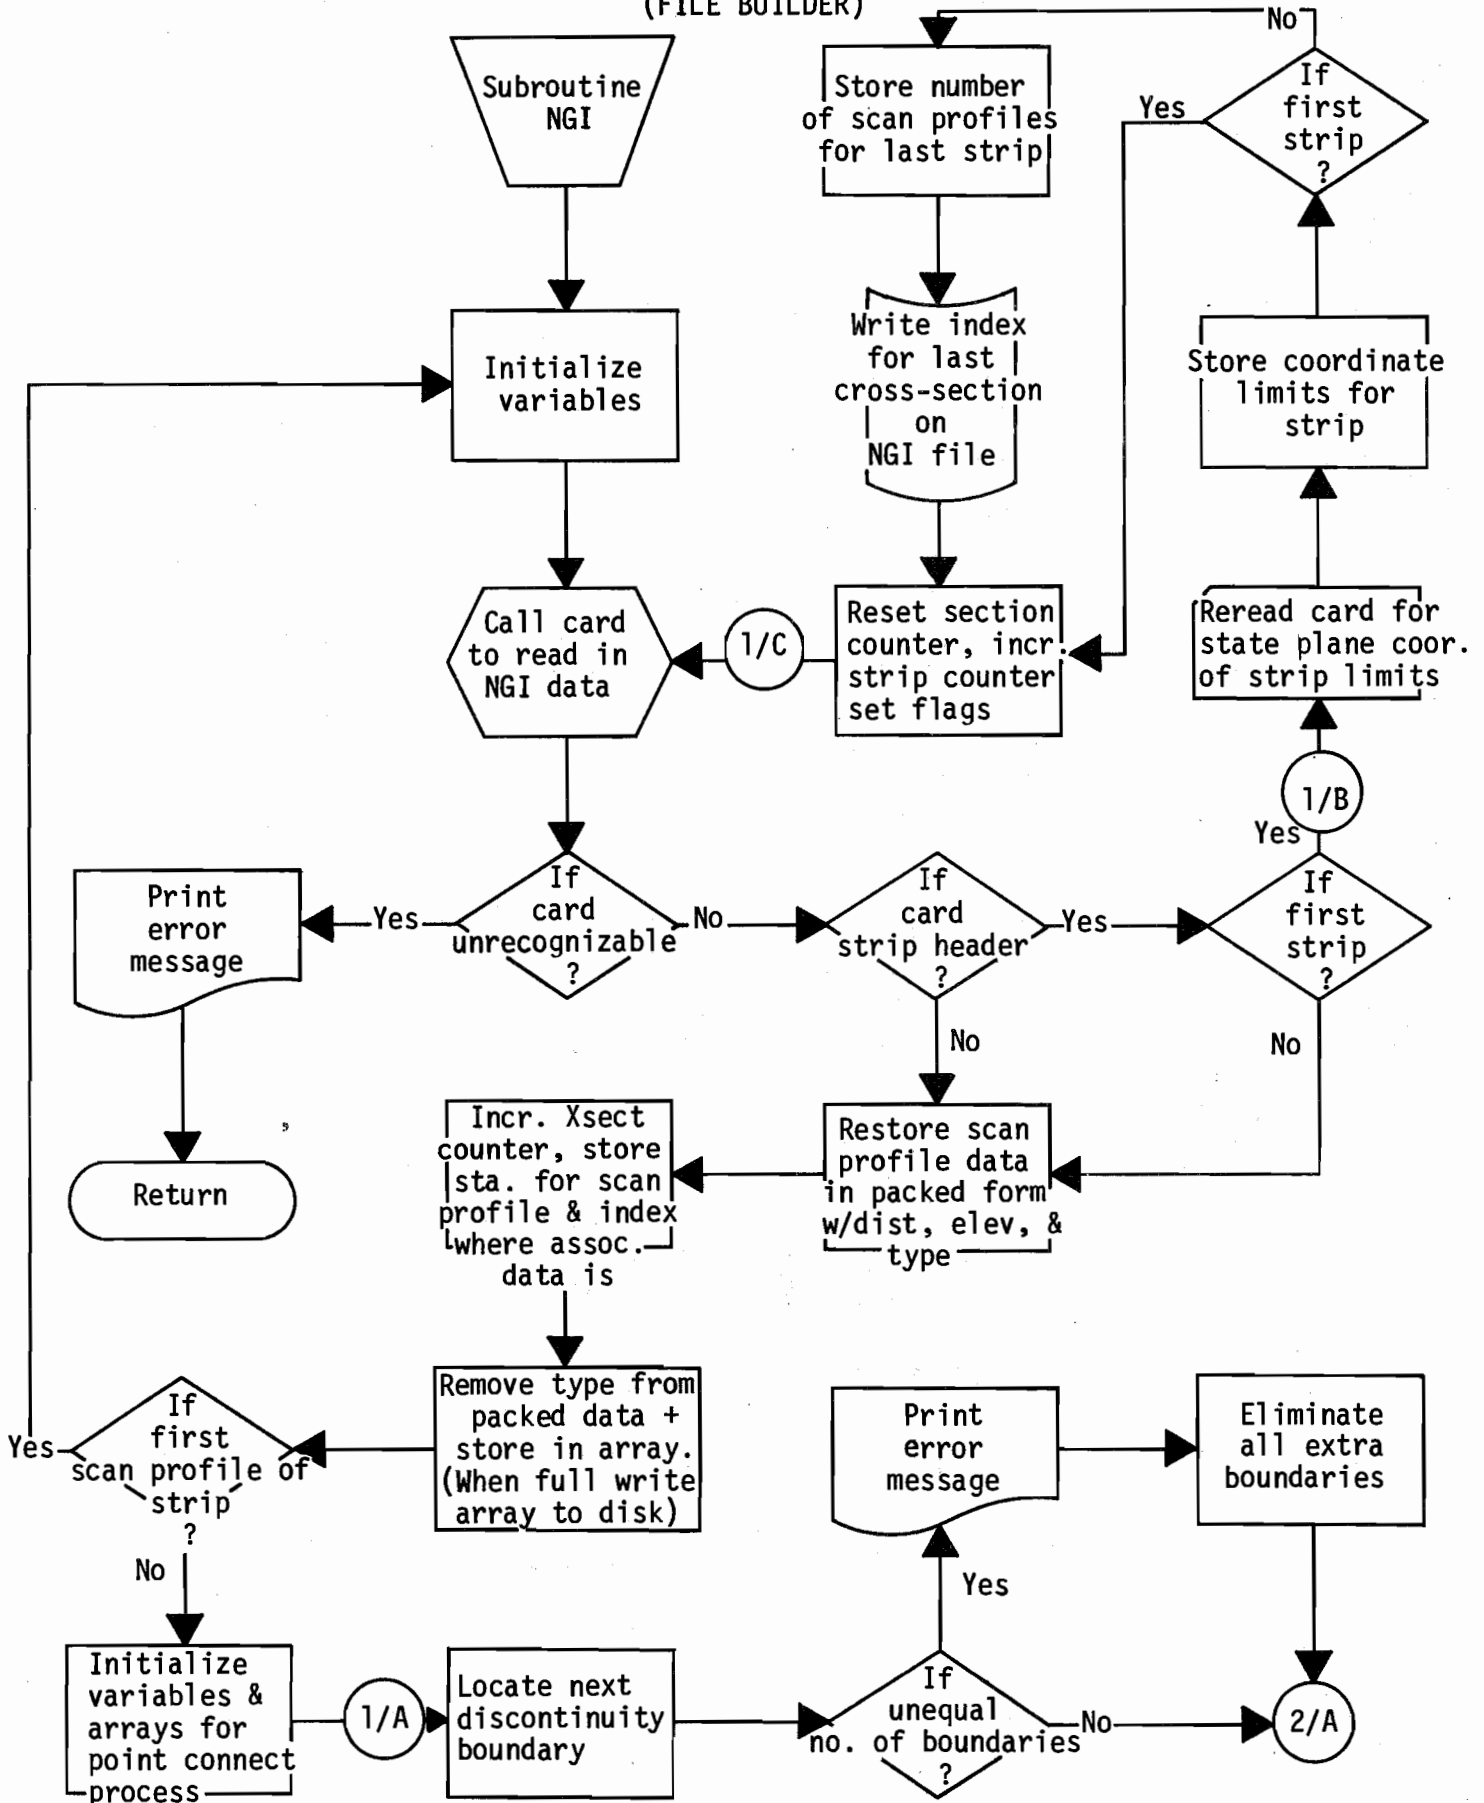 (FILE BUILDER)
Subroutine
NGI
Initialize
variables
Call card
to read in
NGI data
If
card
unrecognizable
?
Yes
Print
error
message
Return
No
If
card
strip header
?
Yes
If
first
strip
?
Yes
1/B
Reread card for
state plane coor.
of strip limits
Store coordinate
limits for
strip
If
first
strip
?
No
Yes
Store number
of scan profiles
for last strip
Write index
for last
cross-section
on
NGI file
Reset section
counter, incr.
strip counter
set flags
1/C
No
No
Restore scan
profile data
in packed form
w/dist, elev, &
type
Incr. Xsect
counter, store
sta. for scan
profile & index
where assoc.
data is
Remove type from
packed data +
store in array.
(When full write
array to disk)
If
first
scan profile of
strip
?
Yes
No
Initialize
variables &
arrays for
point connect
process
1/A
Locate next
discontinuity
boundary
If
unequal
no. of boundaries
?
Yes
Print
error
message
Eliminate
all extra
boundaries
No
2/A